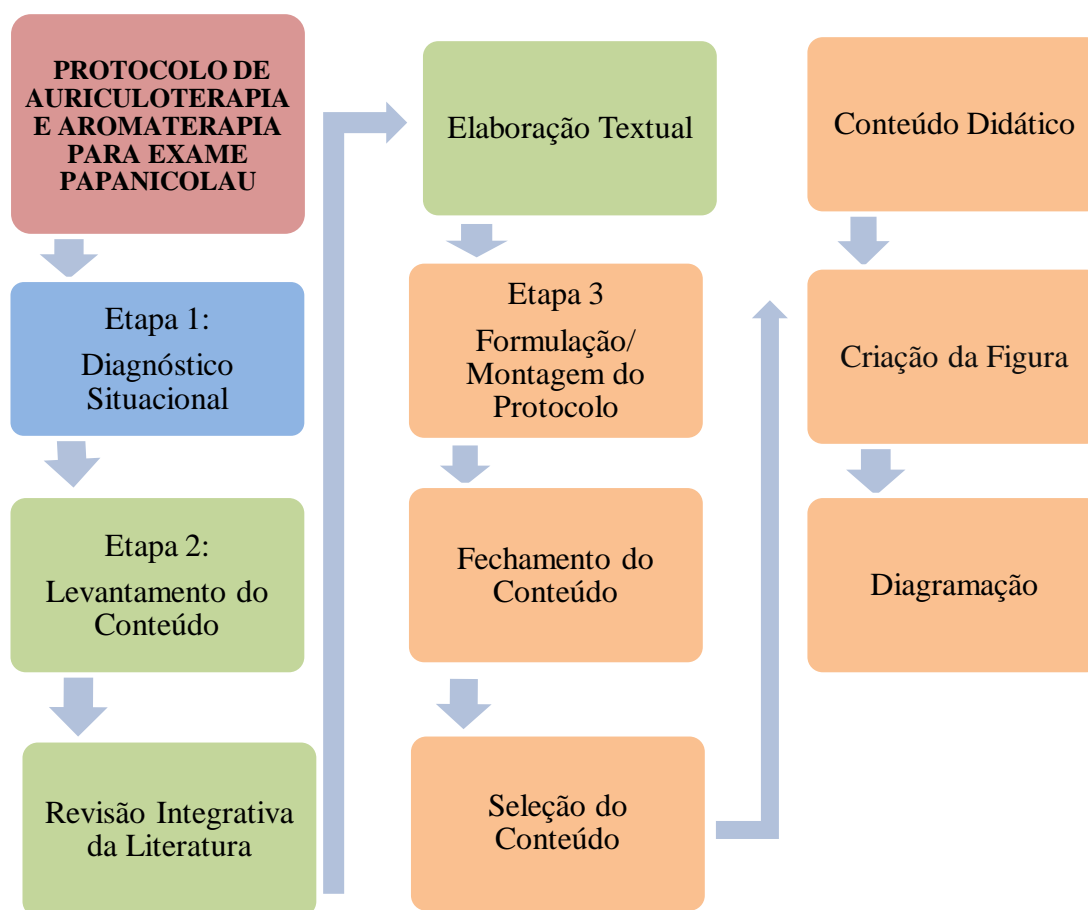 PROTOCOLO DE
AURICULOTERAPIA
E AROMATERAPIA
PARA EXAME
PAPANICOLAU
Etapa 1:
Diagnóstico
Situacional
Etapa 2:
Levantamento do
Conteúdo
Revisão Integrativa
da Literatura
Elaboração Textual
Etapa 3
Formulação/
Montagem do
Protocolo
Fechamento do
Conteúdo
Seleção do
Conteúdo
Conteúdo Didático
Criação da Figura
Diagramação